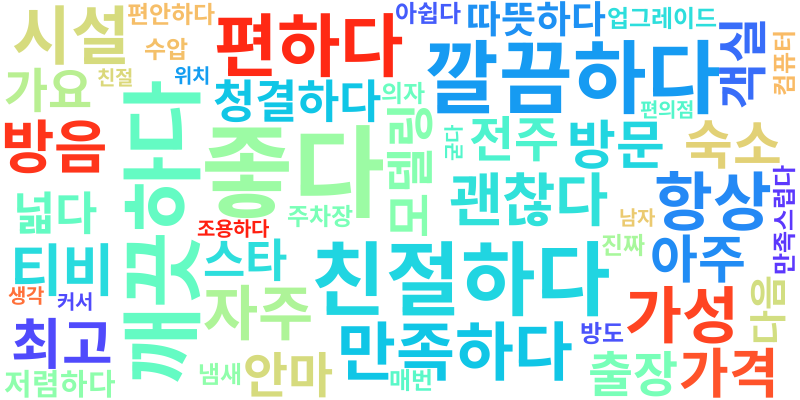 시설
편안하다
수압
편하다
아쉽다
따뜻하다
업그레이드
객실
컴퓨터
가요
친절
위치
청결하다
의자
깔끔하다
편의점
방음
깨끗하다
좋다
모델링
굳다
전주
방문
숙소
넓다
조용하다
주차장
괜찮다
항상
남자
만족스럽다
티비
스타
친절하다
진짜
아주
생각
커서
자주
가성
다음
최고
만족하다
방도
저렴하다
냄새
안마
매번
출장
가격